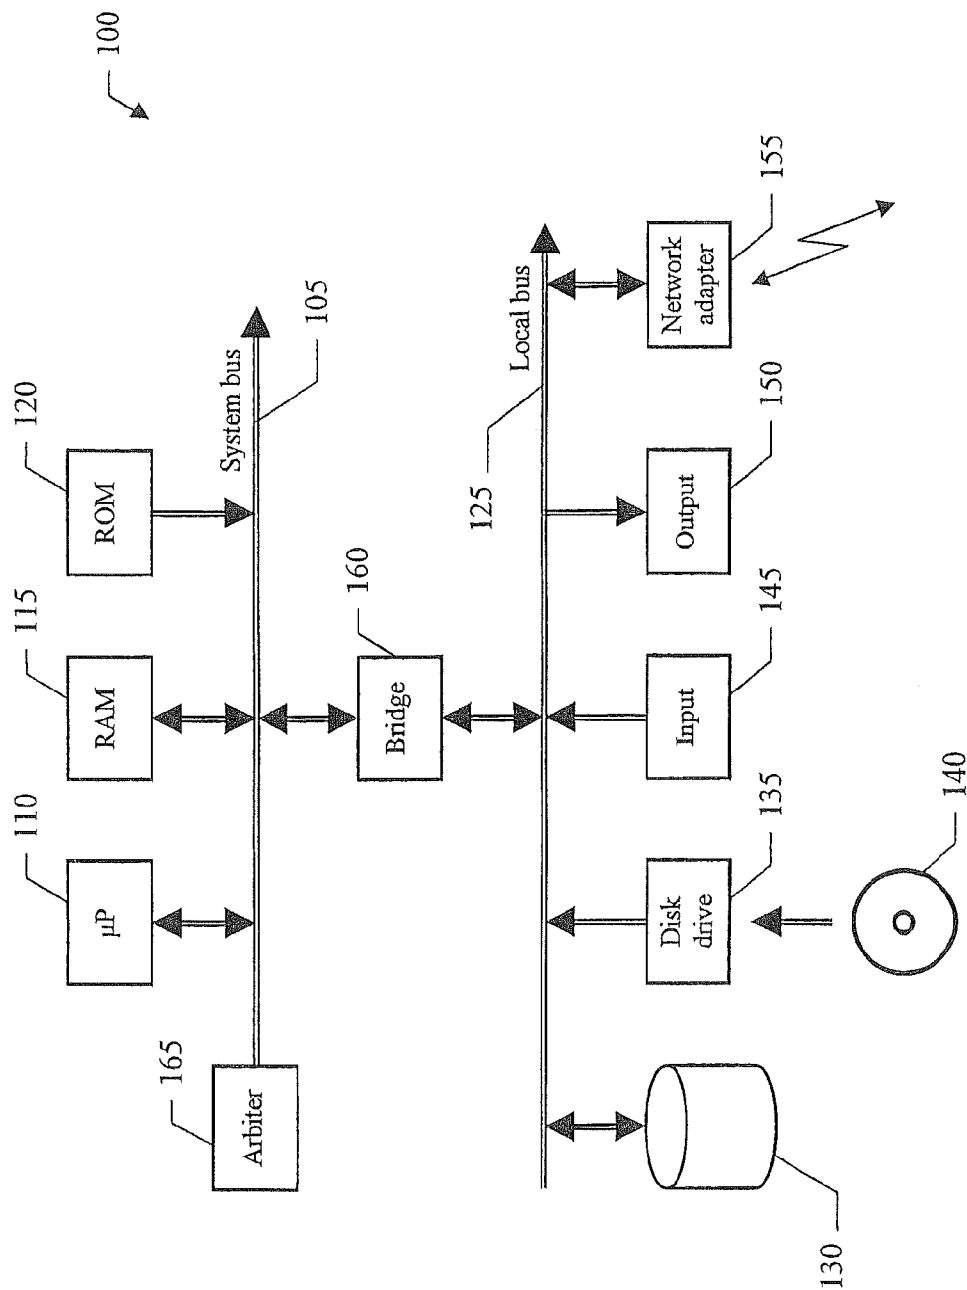 100
120
ROM
115
RAM
110
µP
System bus
105
165
Arbiter
160
Bridge
Local bus
125
155
Network
adapter
150
Output
145
Input
135
Disk
drive
140
130